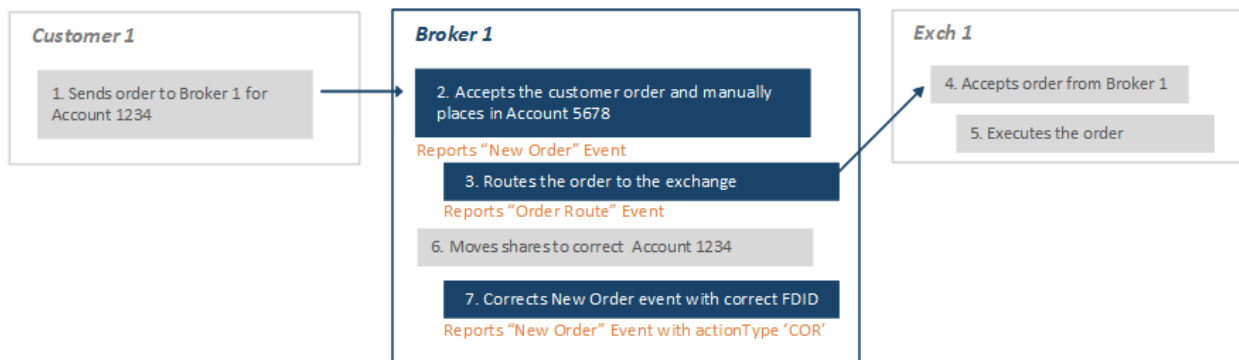 Customer 1
1. Sends order to Broker 1 for
Account 1234
Broker 1
2. Accepts the customer order and manually
places in Account 5678
Reports “New Order” Event
3. Routes the order to the exchange
Reports “Order Route” Event
6. Moves shares to correct Account 1234
7. Corrects New Order event with correct FDID
Reports “New Order” Event with actionType ‘COR’
Exch 1
4. Accepts order from Broker 1
5. Executes the order